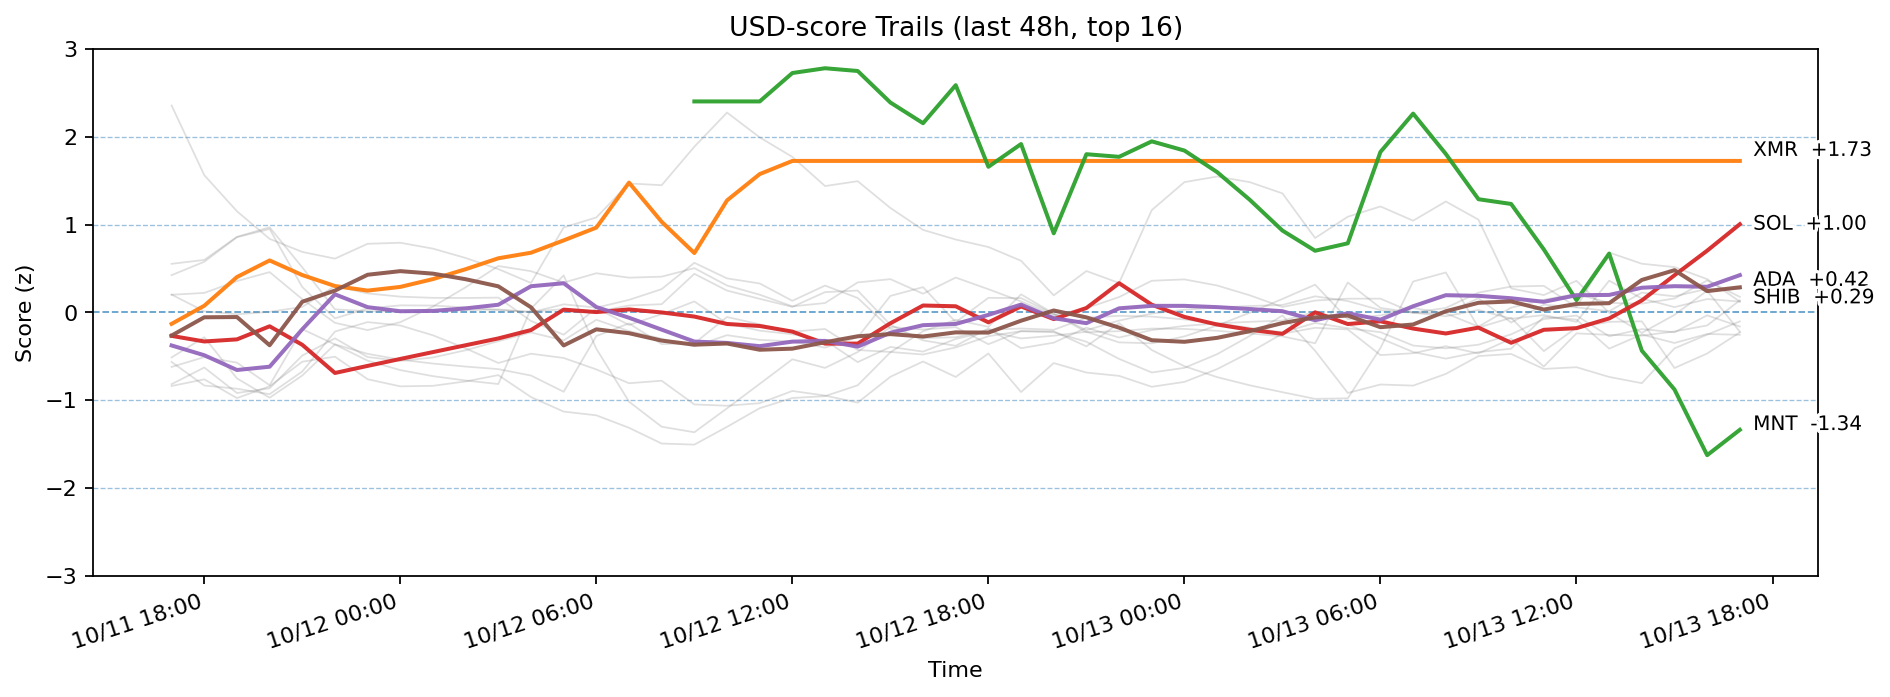 USD-score Trails (last 48h, top 16)
Score (z)
3
2
1
0
−1
−2
−3
XMR +1.73
SOL +1.00
ADA +0.42
SHIB +0.29
MNT -1.34
10/11 18:00
10/12 00:00
10/12 06:00
10/12 12:00
10/12 18:00
10/13 00:00
10/13 06:00
10/13 12:00
10/13 18:00
Time